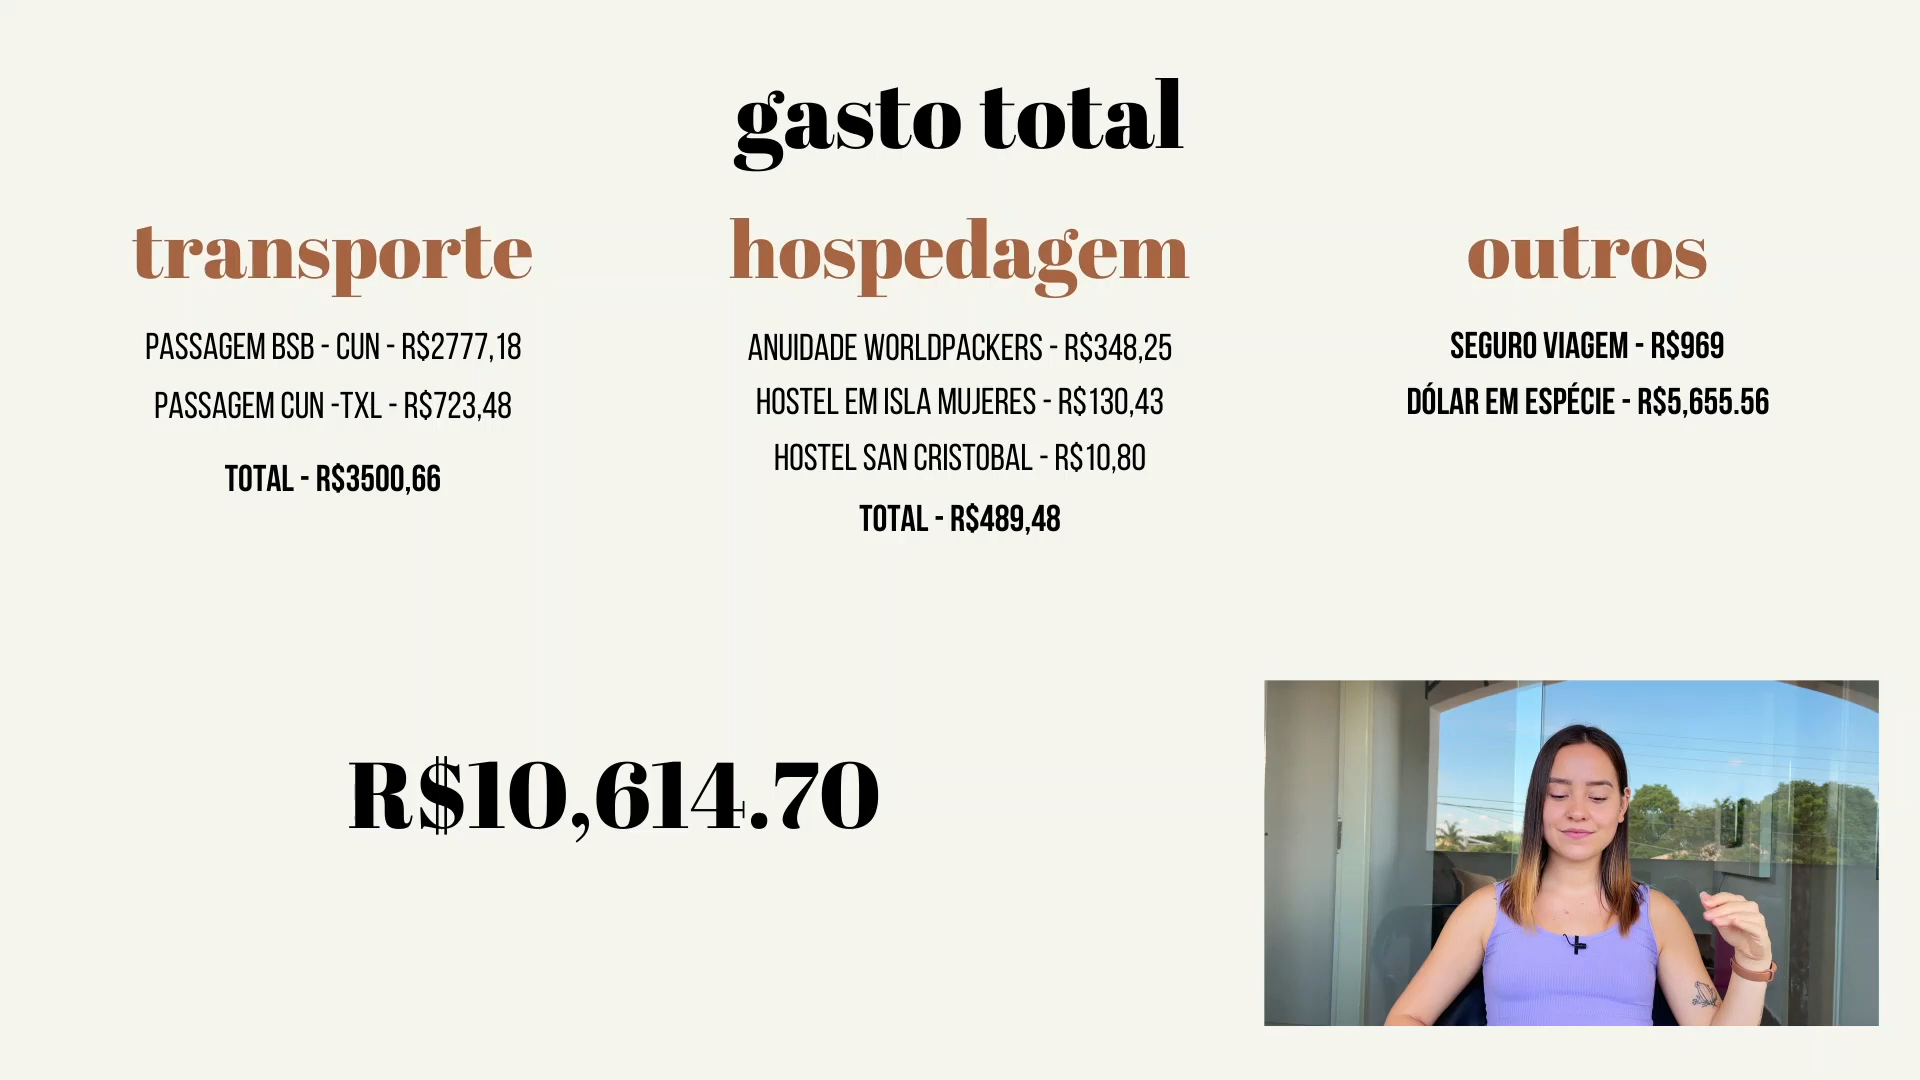 gasto total
transporte
PASSAGEM BSB - CUN - R$2777,18
PASSAGEM CUN -TXL - R$723,48
TOTAL - R$3500,66
hospedagem
ANUIDADE WORLDPACKERS - R$348,25
HOSTEL EM ISLA MUJERES - R$130,43
HOSTEL SAN CRISTOBAL - R$10,80
TOTAL - R$489,48
outros
SEGURO VIAGEM - R$969
DÓLAR EM ESPÉCIE - R$5,655.56
R$10,614.70